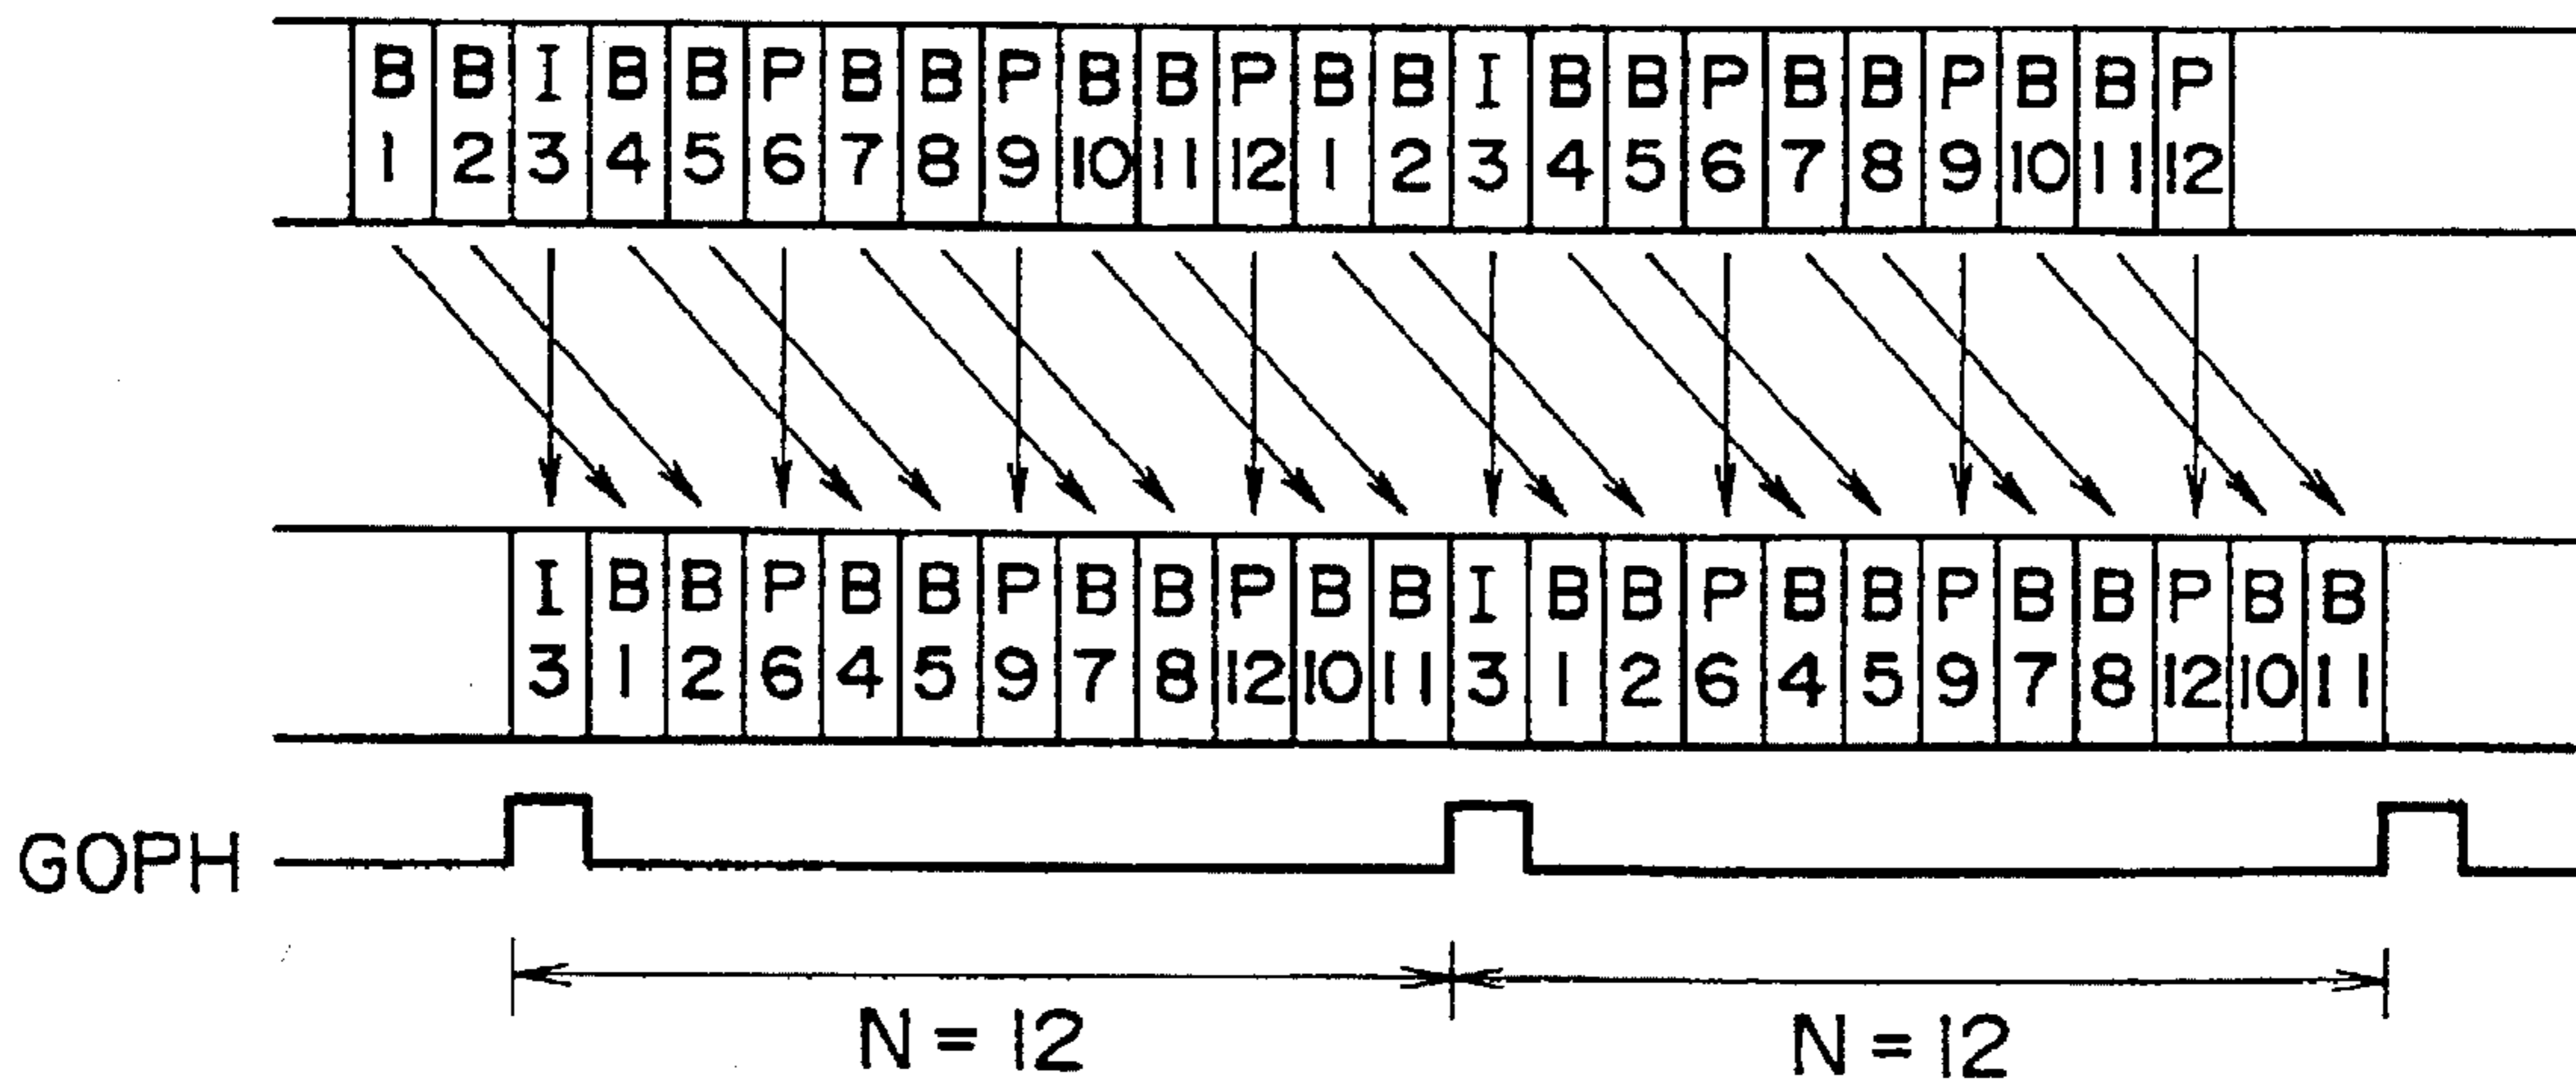 B B I B B P B B P B B P B B I B B P B B P B B P
1 2 3 4 5 6 7 8 9 10 11 12 1 2 3 4 5 6 7 8 9 10 11 12
I B B P B B P B B P B B I B B P B B P B B P B B
3 1 2 6 4 5 9 7 8 12 10 11 3 1 2 6 4 5 9 7 8 12 10 11
GOPH
N = 12 N = 12